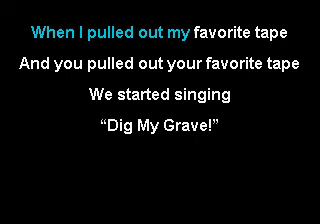 When I pulled out my favorite tape
And you pulled out your favorite tape
We started singing
“Dig My Grave!”